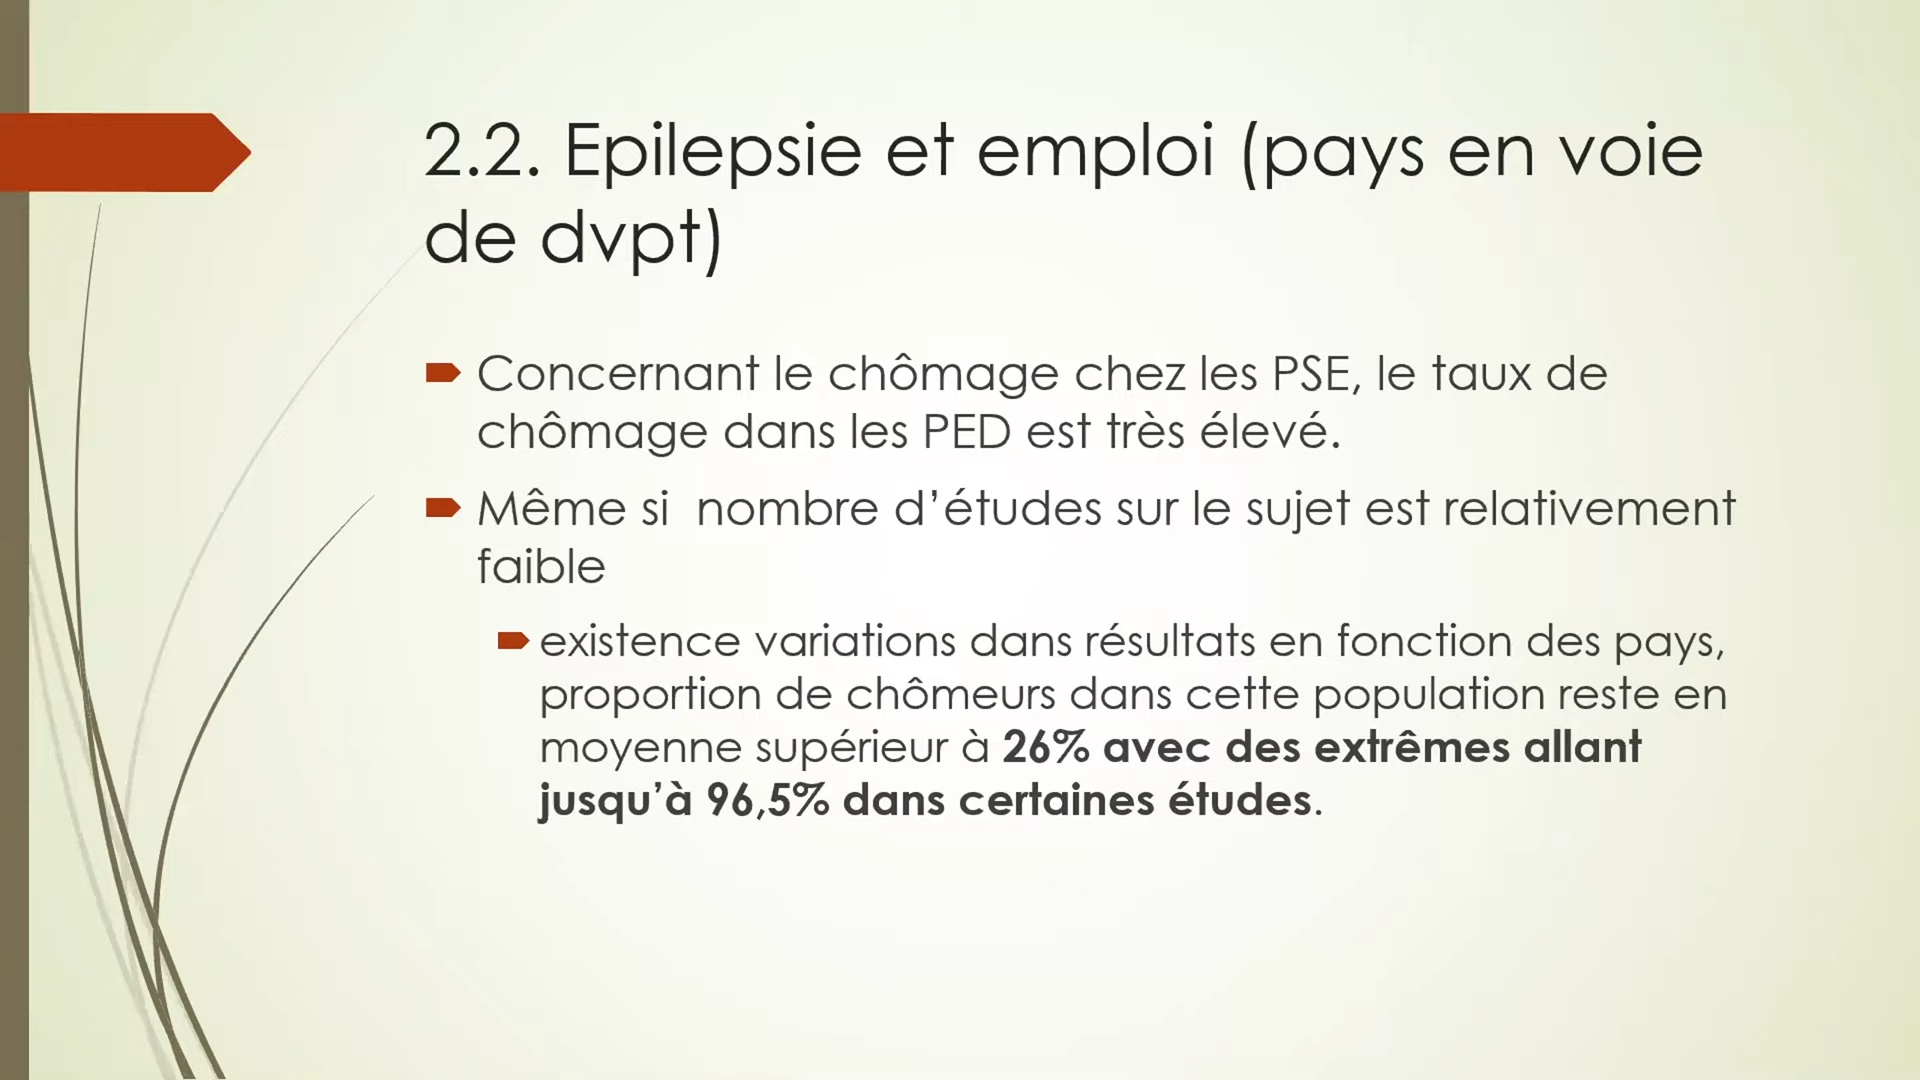 2.2. Epilepsie et emploi (pays en voie
de dvpt)
Concernant le chômage chez les PSE, le taux de
chômage dans les PED est très élevé.
Même si  nombre d’études sur le sujet est relativement
faible
existence variations dans résultats en fonction des pays,
proportion de chômeurs dans cette population reste en
moyenne supérieur à 26% avec des extrêmes allant
jusqu’à 96,5% dans certaines études.